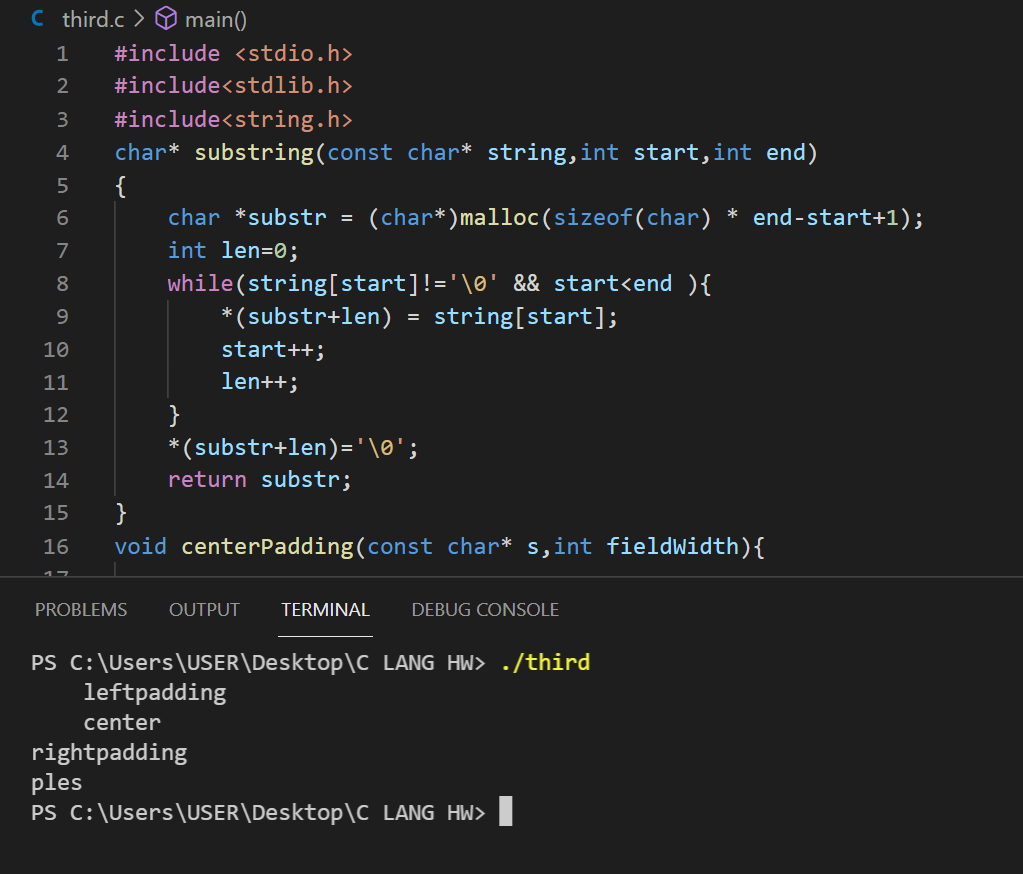 C third.c > main()
1 #include <stdio.h>
2 #include<stdlib.h>
3 #include<string.h>
4 char* substring(const char* string,int start,int end)
5 {
6     char *substr = (char*)malloc(sizeof(char) * end-start+1);
7     int len=0;
8     while(string[start]!='\0' && start<end ){
9         *(substr+len) = string[start];
10         start++;
11         len++;
12     }
13     *(substr+len)='\0';
14     return substr;
15 }
16 void centerPadding(const char* s,int fieldWidth){
17
PROBLEMS OUTPUT TERMINAL DEBUG CONSOLE
PS C:\Users\USER\Desktop\C LANG HW> ./third
    leftpadding
    center
rightpadding
ples
PS C:\Users\USER\Desktop\C LANG HW>